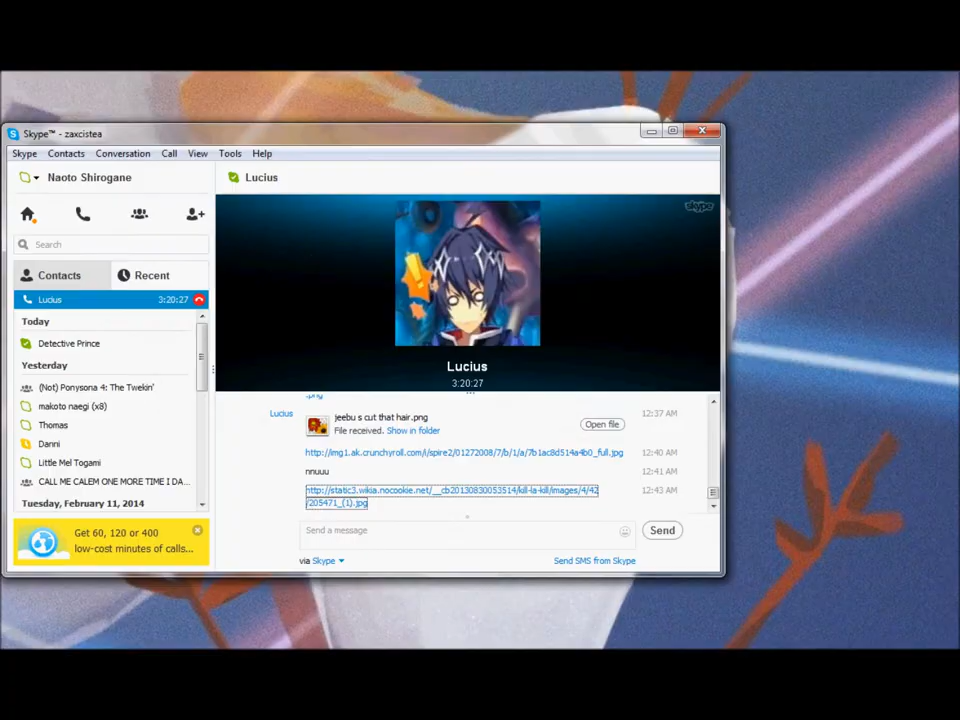 Skype™ - zaxcistea
Skype Contacts Conversation Call View Tools Help
Naoto Shirogane
Search
Contacts Recent
Lucius 3:20:27
Today
Detective Prince
Yesterday
(Not) Ponysona 4: The Twekin'
makoto naegi (x8)
Thomas
Danni
Little Mel Togami
CALL ME CALEM ONE MORE TIME I DA...
Tuesday, February 11, 2014
Get 60, 120 or 400
low-cost minutes of calls...
Lucius
skype
Lucius
3:20:27
.png
Lucius jeebu s cut that hair.png 12:37 AM
File received. Show in folder Open file
http://img1.ak.crunchyroll.com/i/spire2/01272008/7/b/1/a/7b1ac8d514a4b0_full.jpg 12:40 AM
nnuuu 12:41 AM
http://static3.wikia.nocookie.net/__cb20130830053514/kill-la-kill/images/4/42 12:43 AM
/205471_(1).jpg
Send a message Send
via Skype Send SMS from Skype